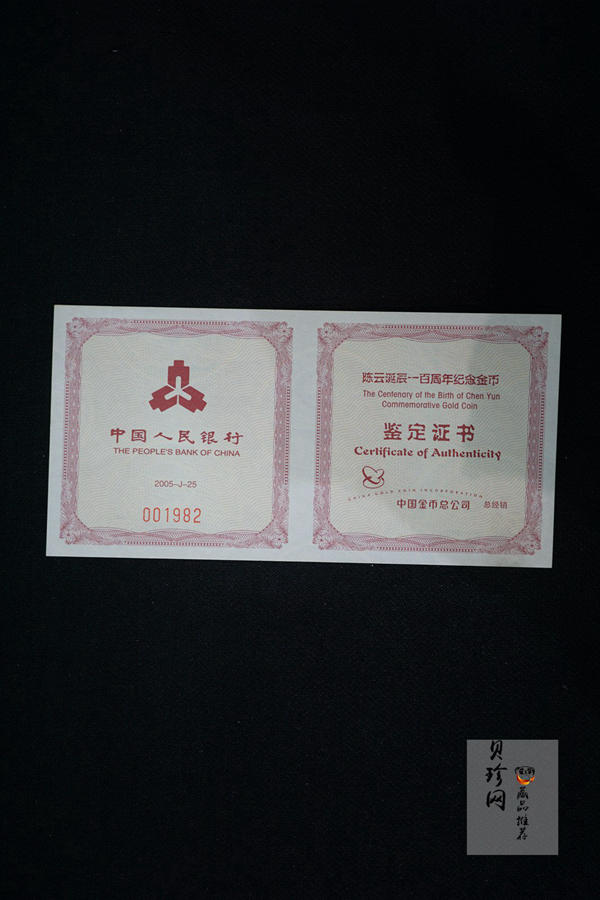 中国人民银行
THE PEOPLE'S BANK OF CHINA
2005-J-25
001982
陈云诞辰一百周年纪念金币
The Centenary of the Birth of Chen Yun
Commemorative Gold Coin
鉴定证书
Certificate of Authenticity
CHINA GOLD COIN INCORPORATION
中国金币总公司 总经销
贝珍网
藏品推荐